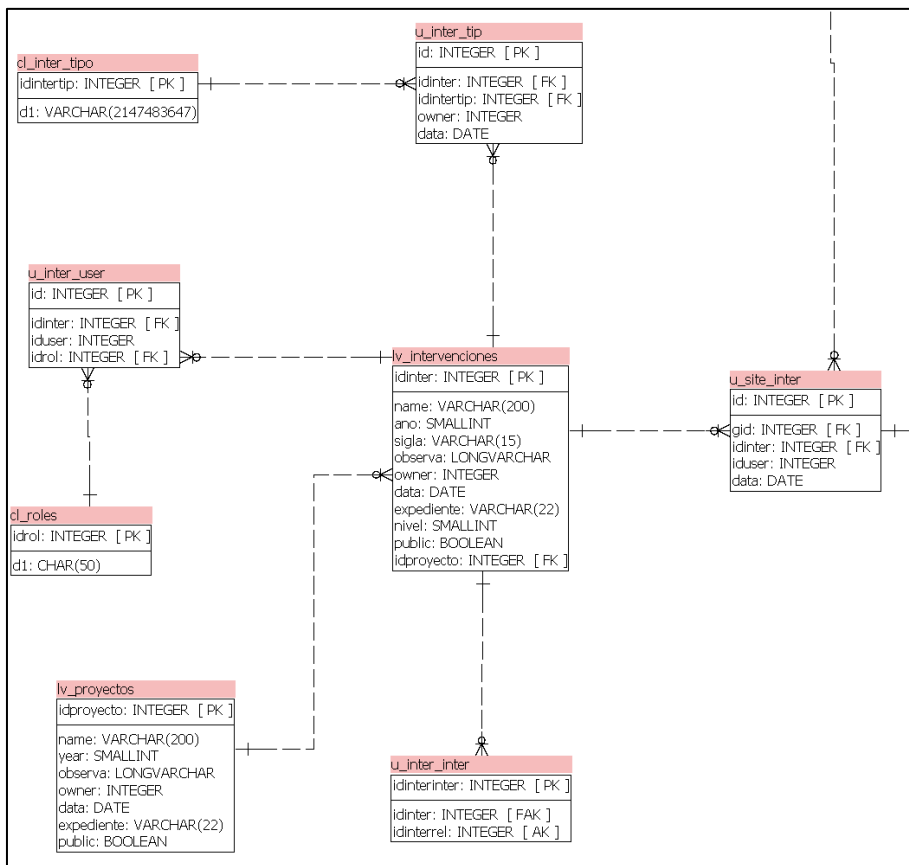 u_inter_tip
id: INTEGER [ PK ]
idinter: INTEGER [ FK ]
idintertip: INTEGER [ FK ]
owner: INTEGER
data: DATE
cl_inter_tipo
idintertip: INTEGER [ PK ]
d1: VARCHAR(2147483647)
u_inter_user
id: INTEGER [ PK ]
idinter: INTEGER [ FK ]
iduser: INTEGER
idrol: INTEGER [ FK ]
lv_intervenciones
idinter: INTEGER [ PK ]
name: VARCHAR(200)
ano: SMALLINT
sigla: VARCHAR(15)
observa: LONGVARCHAR
owner: INTEGER
data: DATE
expediente: VARCHAR(22)
nivel: SMALLINT
public: BOOLEAN
idproyecto: INTEGER [ FK ]
u_site_inter
id: INTEGER [ PK ]
gid: INTEGER [ FK ]
idinter: INTEGER [ FK ]
iduser: INTEGER
data: DATE
cl_roles
idrol: INTEGER [ PK ]
d1: CHAR(50)
lv_proyectos
idproyecto: INTEGER [ PK ]
name: VARCHAR(200)
year: SMALLINT
observa: LONGVARCHAR
owner: INTEGER
data: DATE
expediente: VARCHAR(22)
public: BOOLEAN
u_inter_inter
idinterinter: INTEGER [ PK ]
idinter: INTEGER [ FAK ]
idinterrel: INTEGER [ AK ]